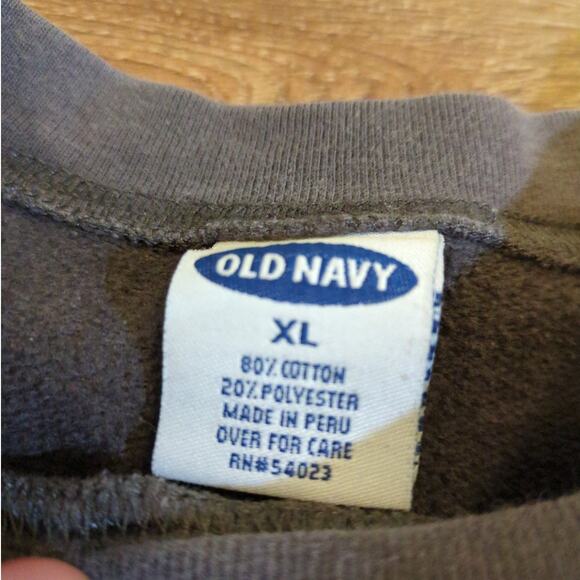 OLD NAVY
XL
80% COTTON
20% POLYESTER
MADE IN PERU
OVER FOR CARE
RN#54023